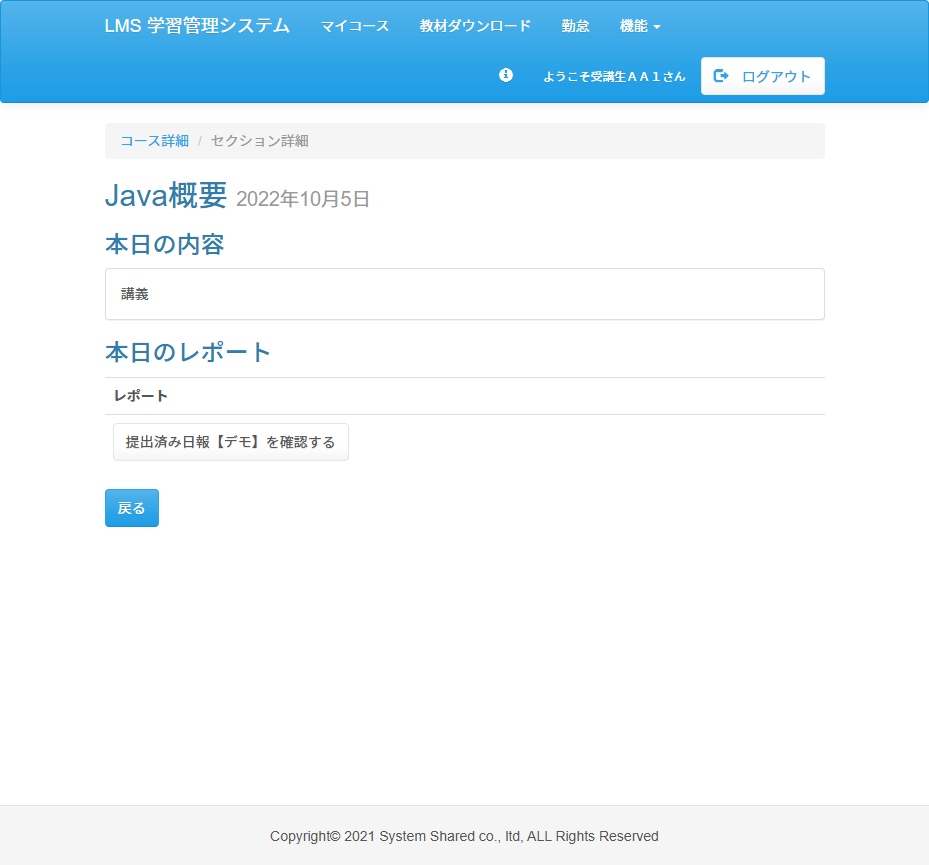 LMS 学習管理システム マイコース 教材ダウンロード 勤怠 機能
ようこそ受講生ＡＡ１さん ログアウト
コース詳細 / セクション詳細
Java概要 2022年10月5日
本日の内容
講義
本日のレポート
レポート
提出済み日報【デモ】を確認する
戻る
Copyright© 2021 System Shared co., ltd, ALL Rights Reserved